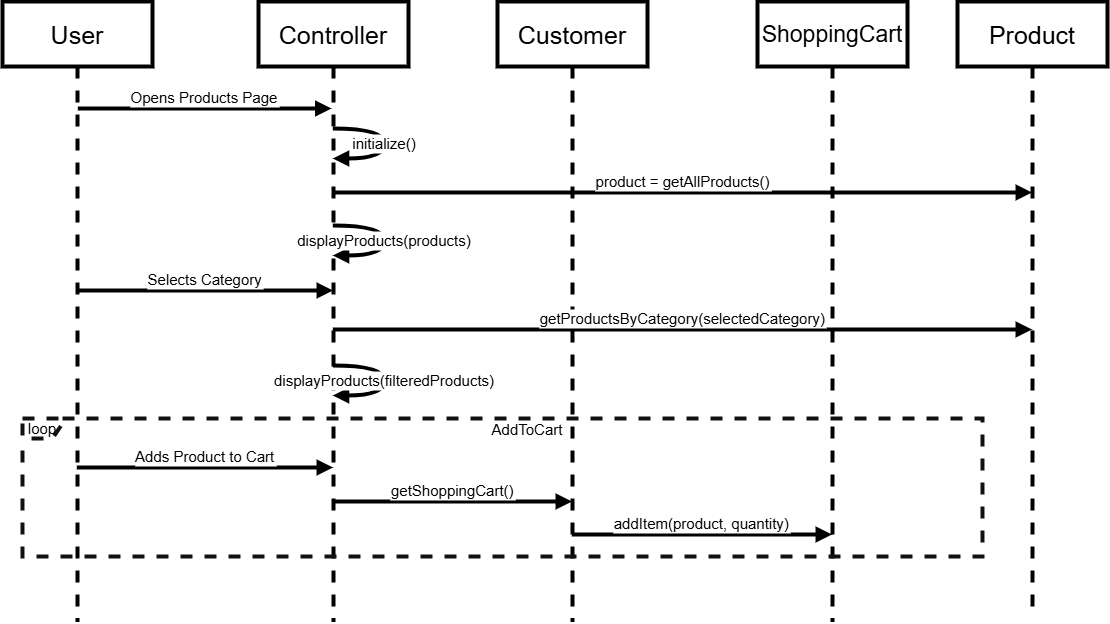 User
Controller
Customer
ShoppingCart
Product
Opens Products Page
initialize()
product = getAllProducts()
displayProducts(products)
Selects Category
getProductsByCategory(selectedCategory)
displayProducts(filteredProducts)
loop
AddToCart
Adds Product to Cart
getShoppingCart()
addItem(product, quantity)